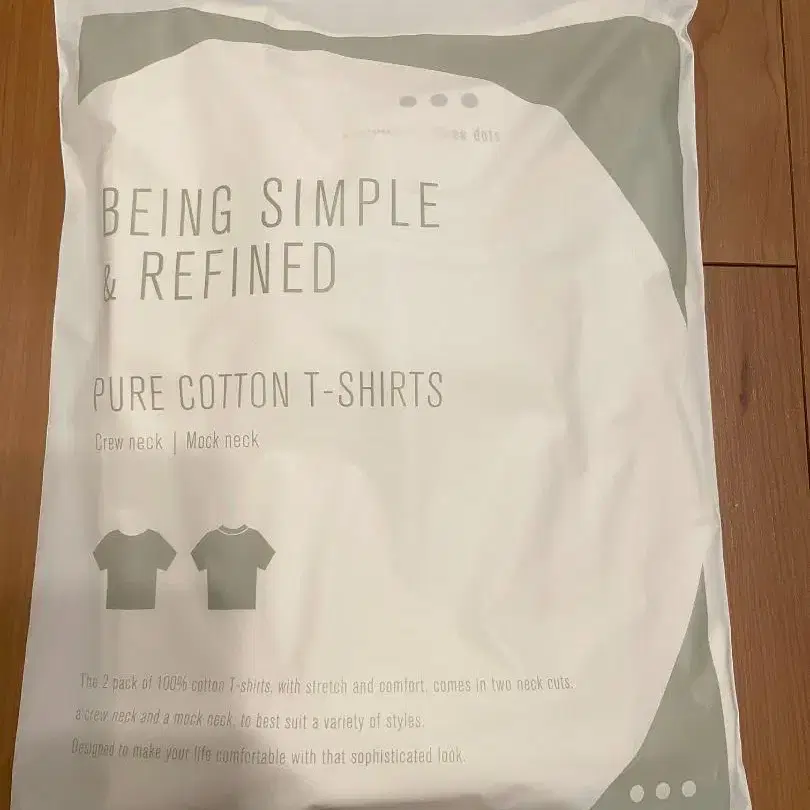 dots
BEING SIMPLE
& REFINED
PURE COTTON T-SHIRTS
Crew neck | Mock neck
The 2 pack of 100% cotton T-shirts, with stretch and comfort, comes in two neck cuts,
a crew neck and a mock neck, to best suit a variety of styles.
Designed to make your life comfortable with that sophisticated look.